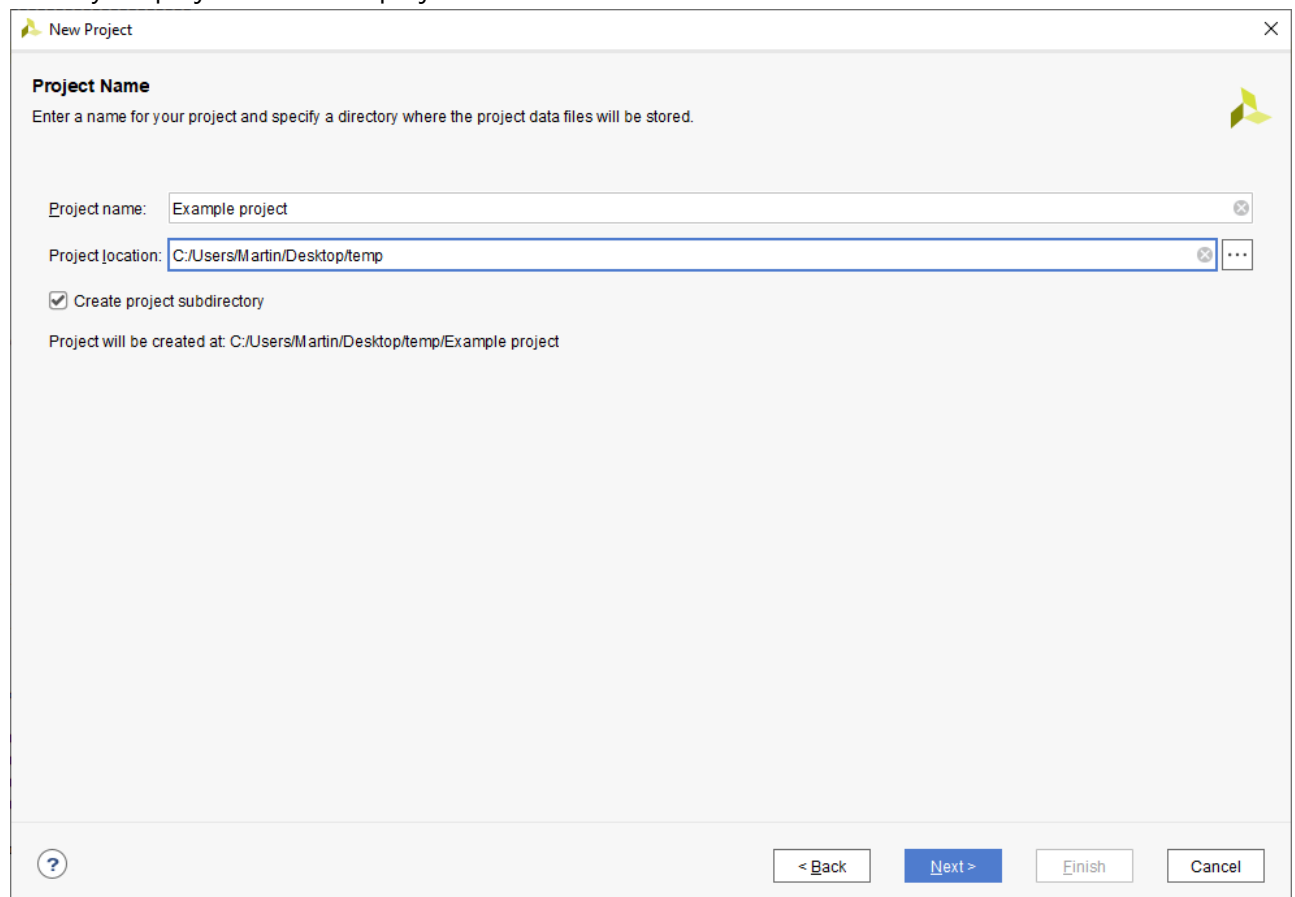 New Project
Project Name
Enter a name for your project and specify a directory where the project data files will be stored.
Project name: Example project
Project location: C:/Users/Martin/Desktop/temp
Create project subdirectory
Project will be created at: C:/Users/Martin/Desktop/temp/Example project
? < Back Next > Finish Cancel